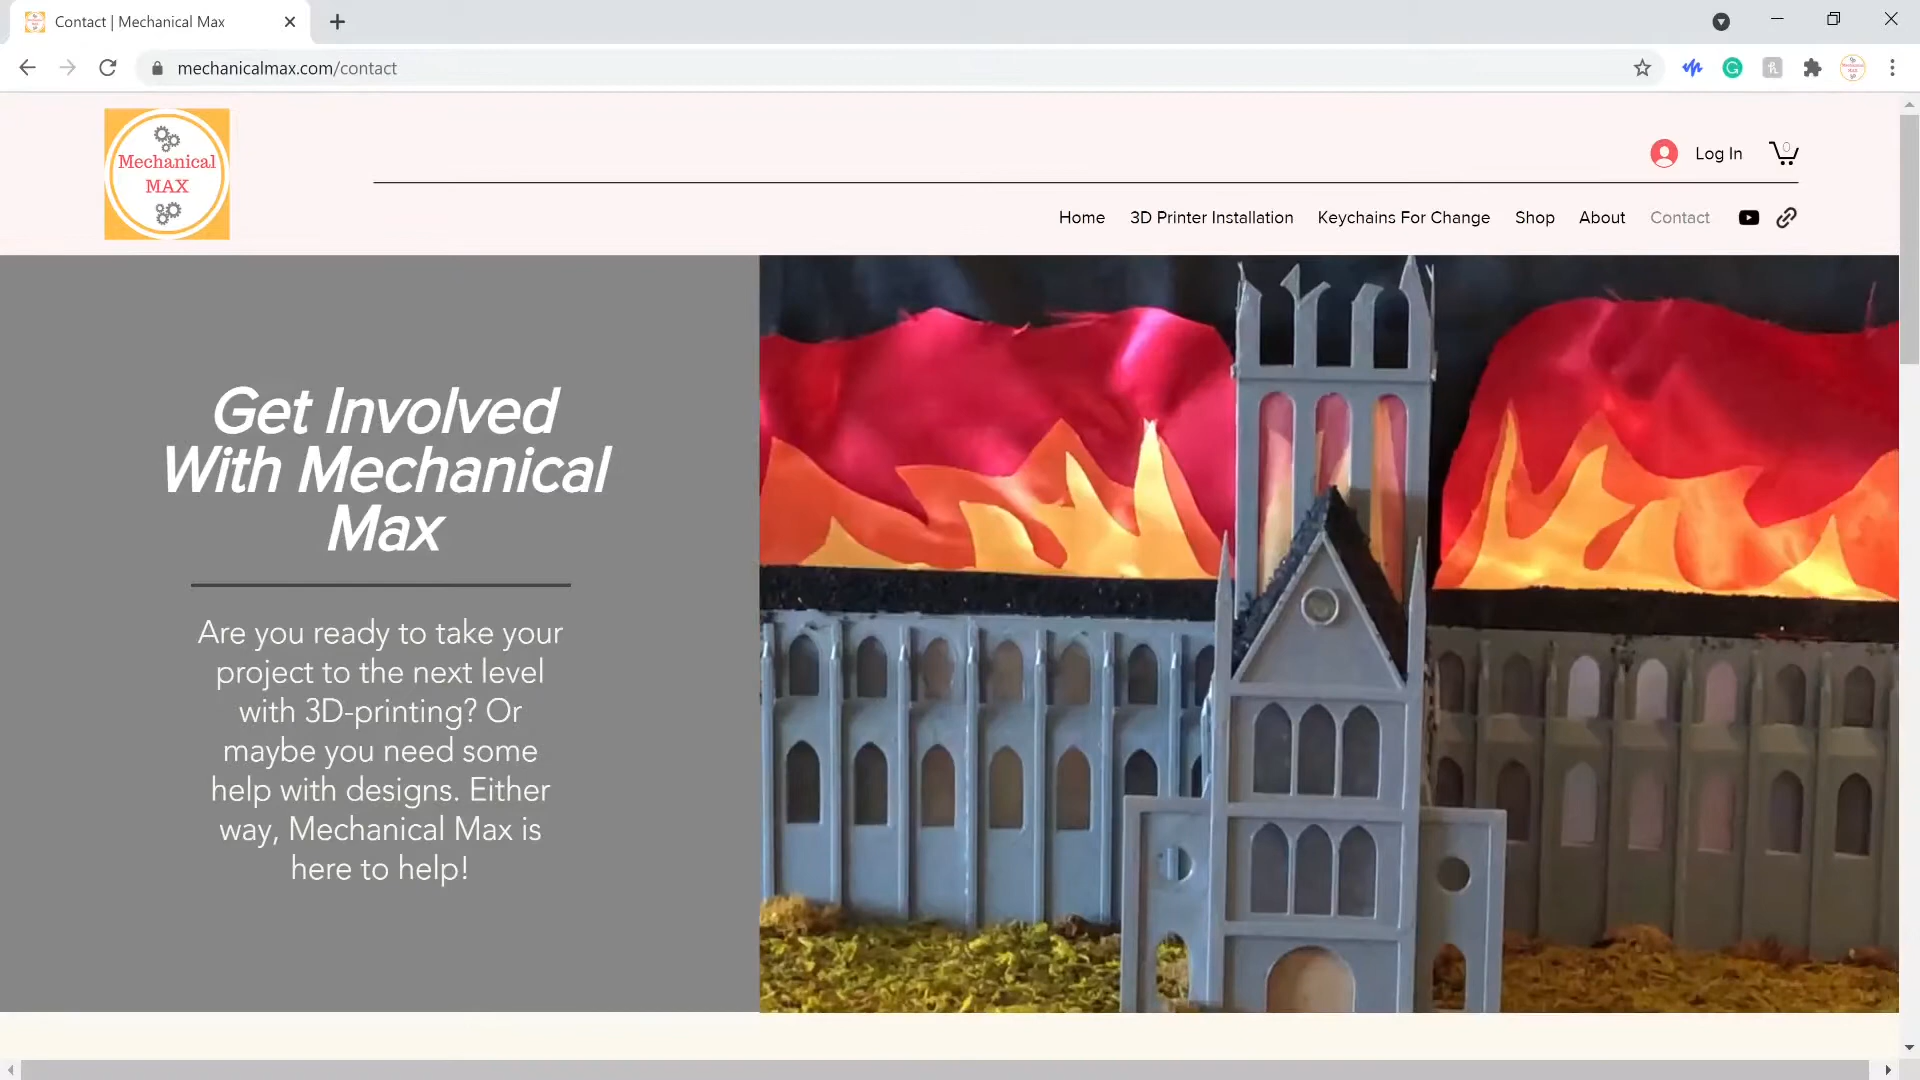 Contact | Mechanical Max
mechanicalmax.com/contact
Mechanical
MAX
Log In
0
Home 3D Printer Installation Keychains For Change Shop About Contact
Get Involved
With Mechanical
Max
Are you ready to take your
project to the next level
with 3D-printing? Or
maybe you need some
help with designs. Either
way, Mechanical Max is
here to help!